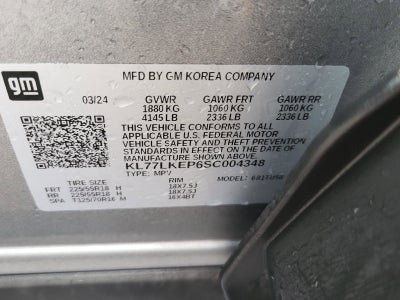 gm
MFD BY GM KOREA COMPANY
03/24 GVWR GAWR FRT GAWR RR
1880 KG 1060 KG 1060 KG
4145 LB 2336 LB 2336 LB
THIS VEHICLE CONFORMS TO ALL
APPLICABLE U.S. FEDERAL MOTOR
VEHICLE SAFETY AND THEFT PREVENTION
STANDARDS IN EFFECT ON THE DATE OF
MANUFACTURE SHOWN ABOVE.
KL77LKEP6SC004348
TYPE: MPV MODEL:
TIRE SIZE RIM
FRT 225/55R18 H 18X7.5J
RR 225/55R18 H 18X7.5J
SPA T125/70R16 M 16X4BT